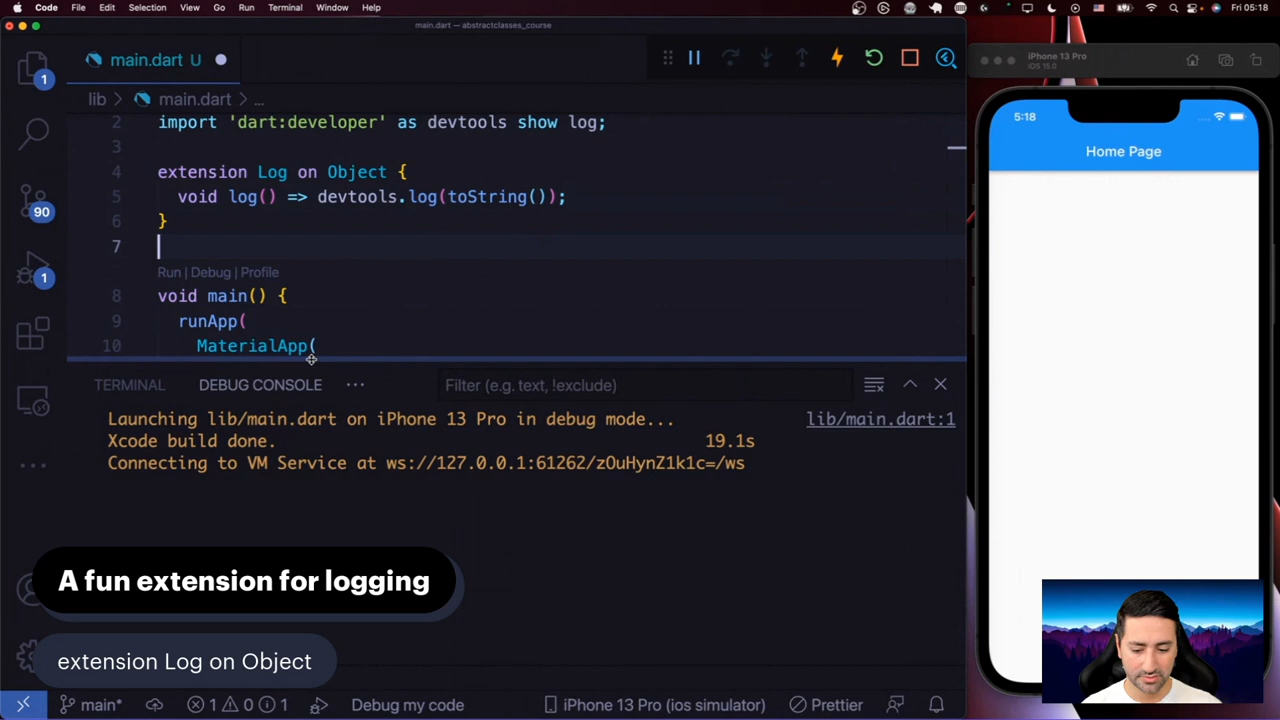 Code File Edit Selection View Go Run Terminal Window Help
Fri 05:18
main.dart — abstractclasses_course
main.dart U
lib > main.dart > ...
2 import 'dart:developer' as devtools show log;
3
4 extension Log on Object {
5 void log() => devtools.log(toString());
6 }
7
Run | Debug | Profile
8 void main() {
9 runApp(
10 MaterialApp(
TERMINAL DEBUG CONSOLE ... Filter (e.g. text, !exclude)
Launching lib/main.dart on iPhone 13 Pro in debug mode... lib/main.dart:1
Xcode build done. 19.1s
Connecting to VM Service at ws://127.0.0.1:61262/zOuHynZ1k1c=/ws
1
90
1
A fun extension for logging
extension Log on Object
main* 1 0 1 Debug my code iPhone 13 Pro (ios simulator) Prettier
iPhone 13 Pro
iOS 15.0
5:18
Home Page